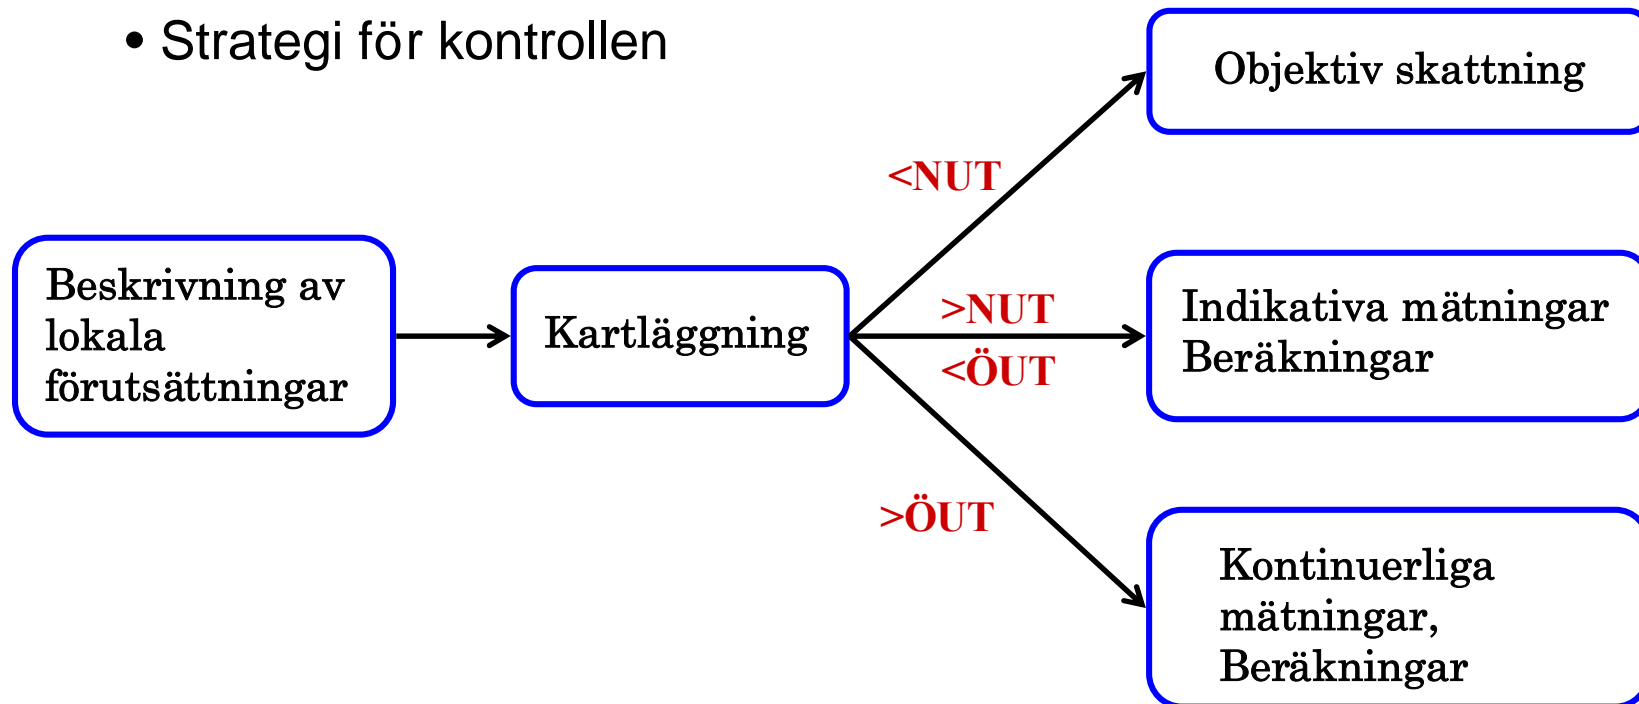 • Strategi för kontrollen
Objektiv skattning
<NUT
Beskrivning av
lokala
förutsättningar
Kartläggning
>NUT
<ÖUT
Indikativa mätningar
Beräkningar
>ÖUT
Kontinuerliga
mätningar,
Beräkningar